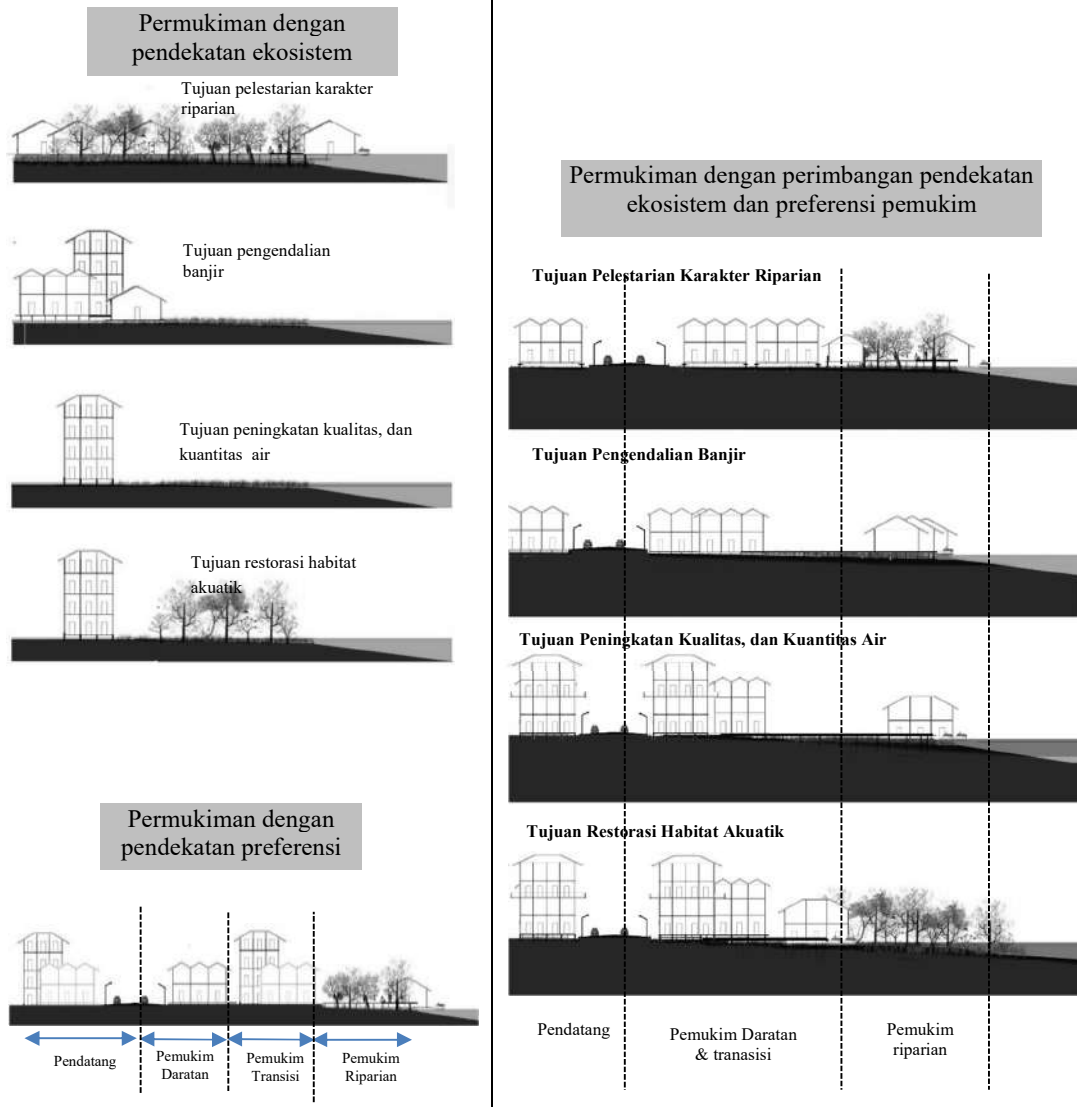 Permukiman dengan
pendekatan ekosistem
Tujuan pelestarian karakter
riparian
Tujuan pengendalian
banjir
Tujuan peningkatan kualitas, dan
kuantitas air
Tujuan restorasi habitat
akuatik
Permukiman dengan
pendekatan preferensi
Pendatang
Pemukim
Daratan
Pemukim
Transisi
Pemukim
Riparian
Permukiman dengan perimbangan pendekatan
ekosistem dan preferensi pemukim
Tujuan Pelestarian Karakter Riparian
Tujuan Pengendalian Banjir
Tujuan Peningkatan Kualitas, dan Kuantitas Air
Tujuan Restorasi Habitat Akuatik
Pendatang
Pemukim Daratan
& tranasisi
Pemukim
riparian